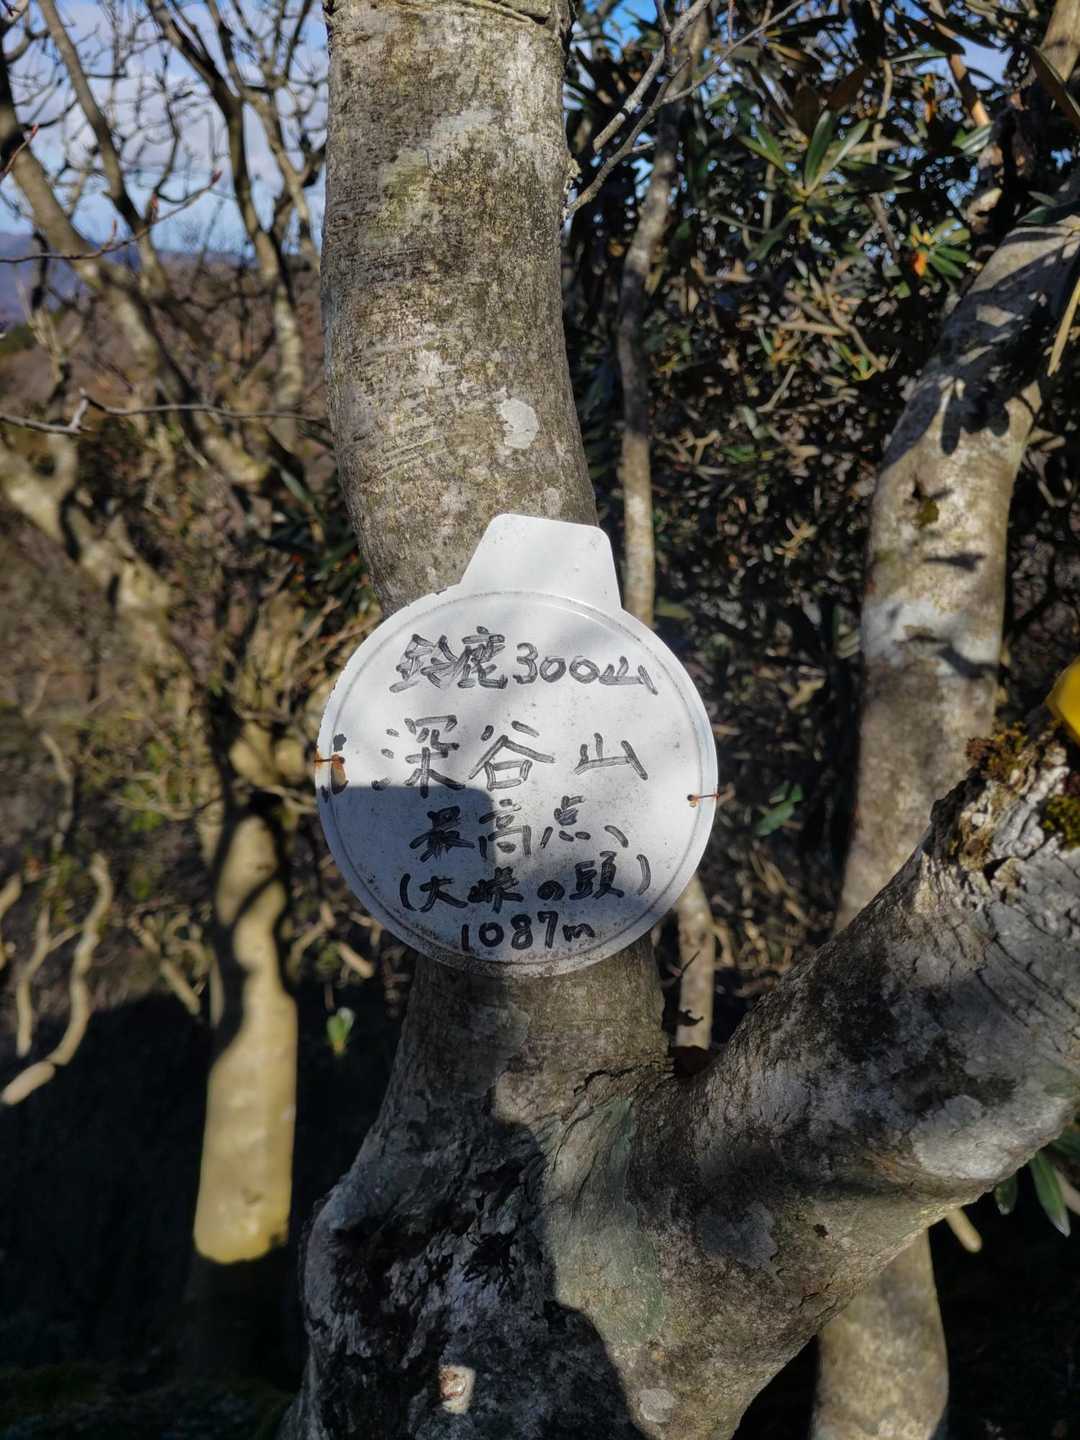 鈴鹿300山
深谷山
最高点
(大峠の頭)
1087m